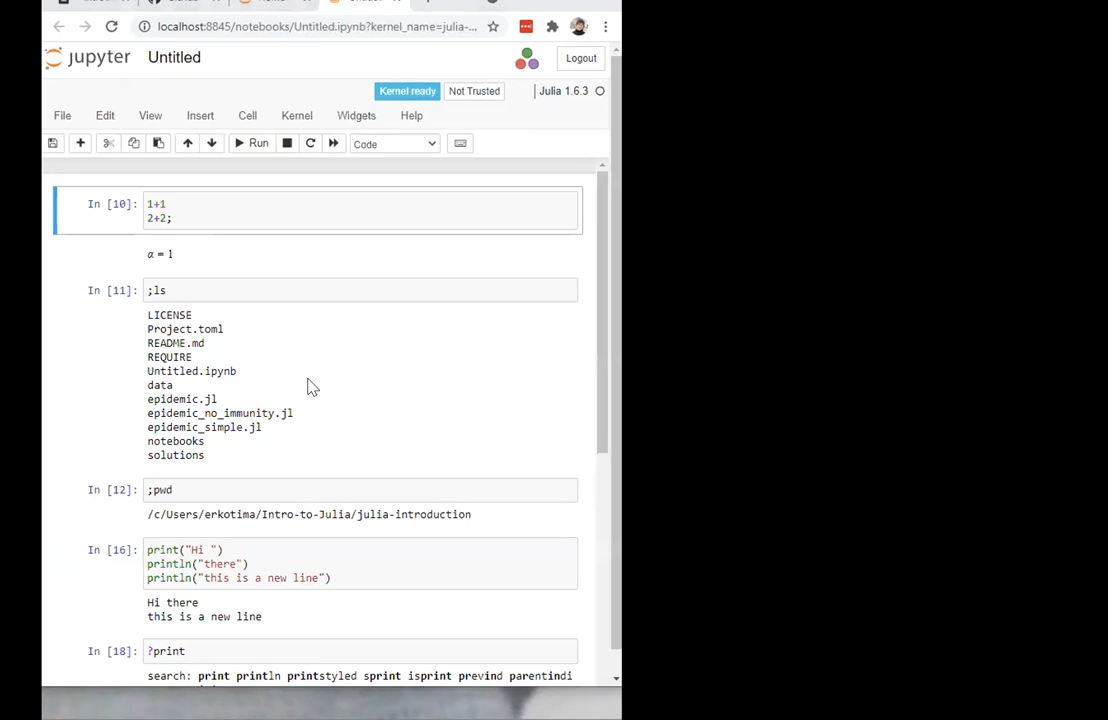 localhost:8845/notebooks/Untitled.ipynb?kernel_name=julia-...
jupyter Untitled
Logout
Kernel ready Not Trusted Julia 1.6.3
File Edit View Insert Cell Kernel Widgets Help
Run Code
In [10]: 1+1
2+2;
α = 1
In [11]: ;ls
LICENSE
Project.toml
README.md
REQUIRE
Untitled.ipynb
data
epidemic.jl
epidemic_no_immunity.jl
epidemic_simple.jl
notebooks
solutions
In [12]: ;pwd
/c/Users/erkotima/Intro-to-Julia/julia-introduction
In [16]: print("Hi ")
println("there")
println("this is a new line")
Hi there
this is a new line
In [18]: ?print
search: print println printstyled sprint isprint prevind parentindi